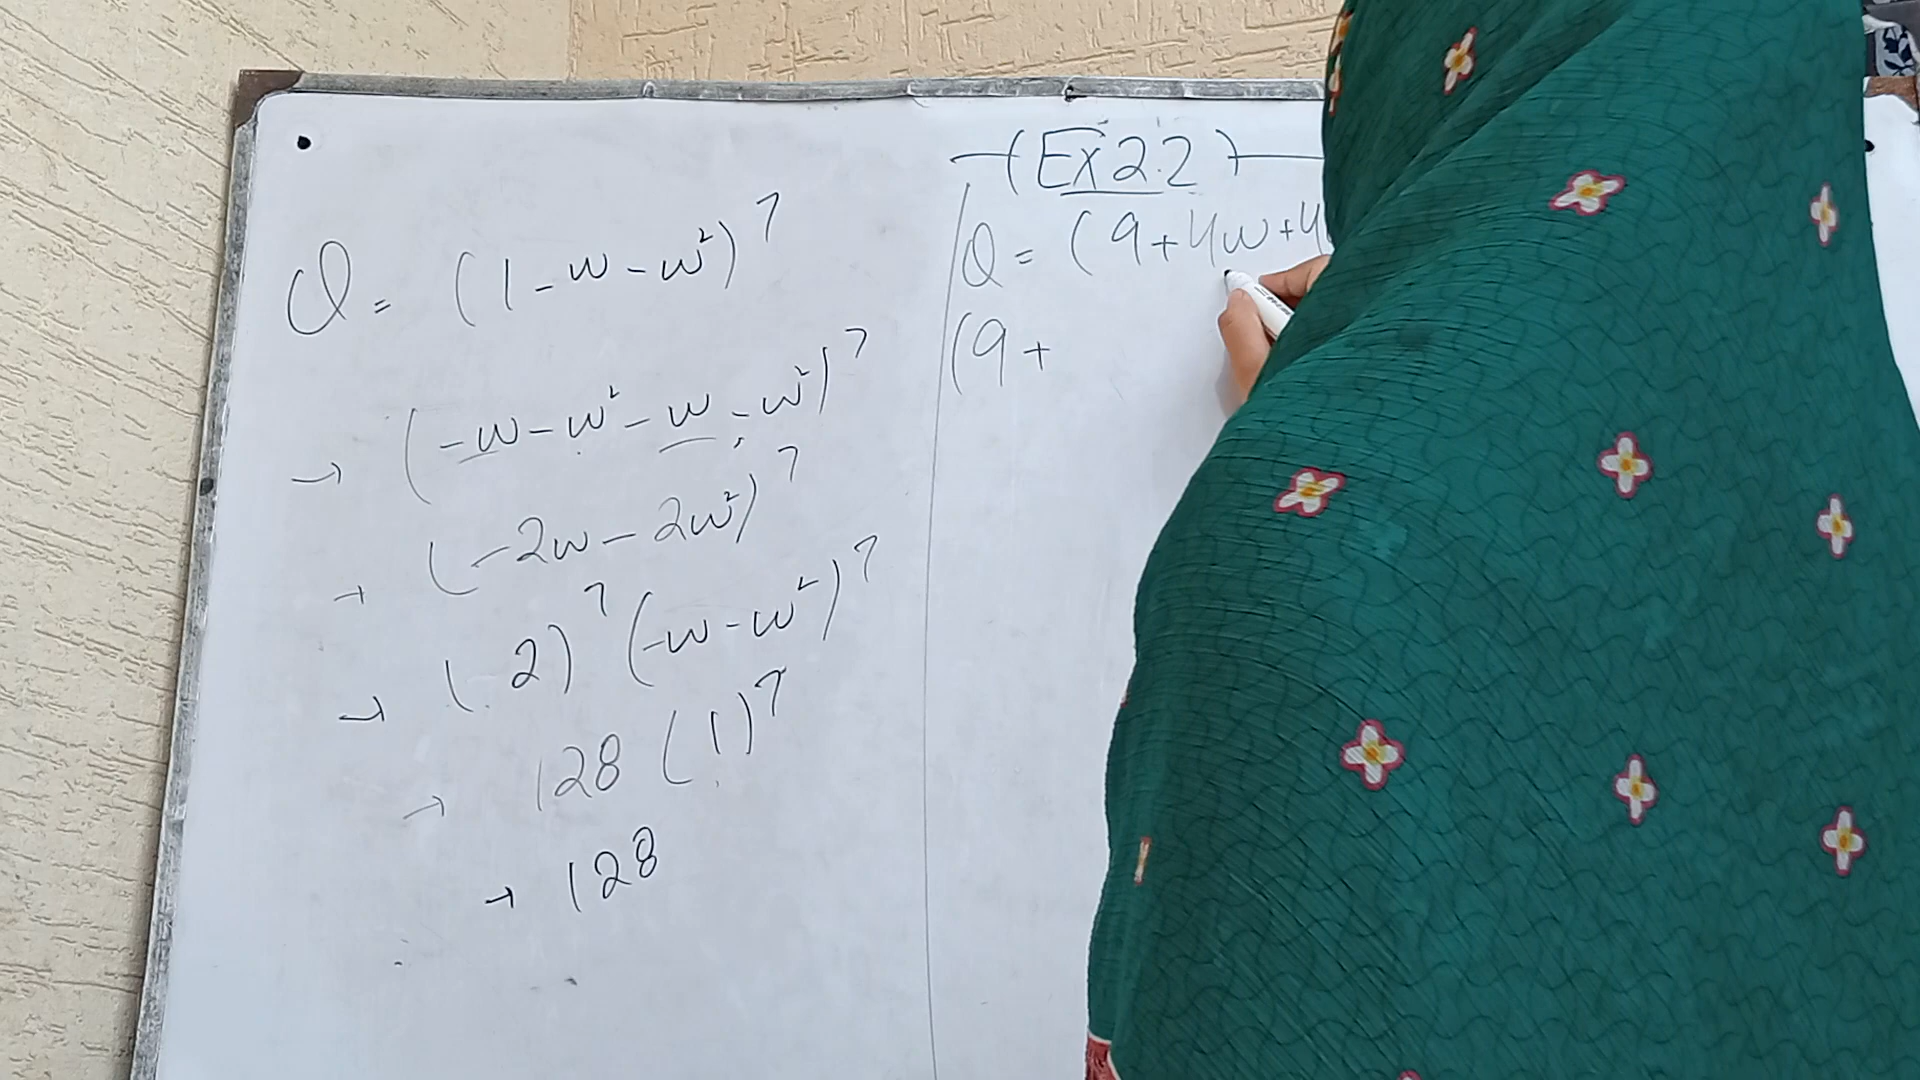 Q = (1 - w - w²)⁷
→ (-w - w² - w - w²)⁷
→ (-2w - 2w²)⁷
→ (2)⁷ (-w - w²)⁷
→ 128 (1)⁷
→ 128
(Ex 2.2)
Q = (9 + 4w + 4
(9 +